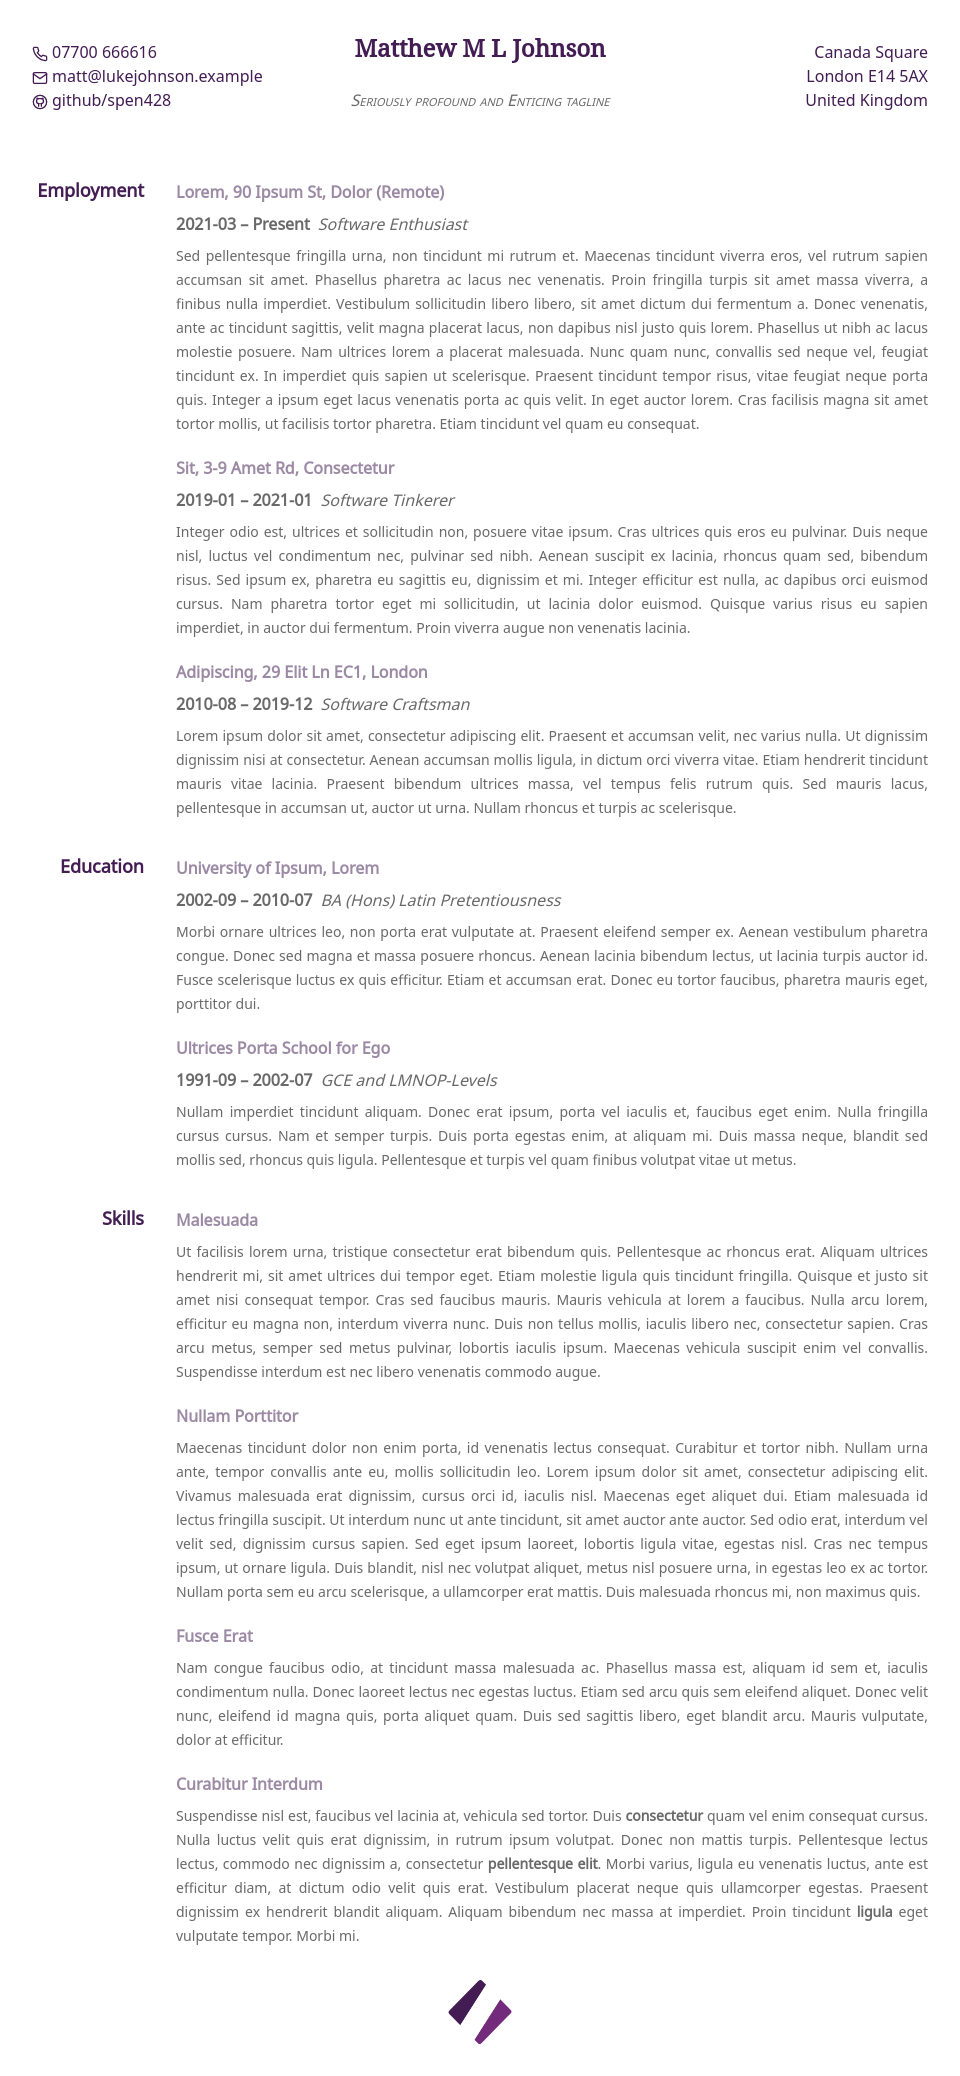 07700 666616
matt@lukejohnson.example
github/spen428
Matthew M L Johnson
Seriously profound and Enticing tagline
Canada Square
London E14 5AX
United Kingdom
Employment
Lorem, 90 Ipsum St, Dolor (Remote)
2021-03 – Present Software Enthusiast
Sed pellentesque fringilla urna, non tincidunt mi rutrum et. Maecenas tincidunt viverra eros, vel rutrum sapien
accumsan sit amet. Phasellus pharetra ac lacus nec venenatis. Proin fringilla turpis sit amet massa viverra, a
finibus nulla imperdiet. Vestibulum sollicitudin libero libero, sit amet dictum dui fermentum a. Donec venenatis,
ante ac tincidunt sagittis, velit magna placerat lacus, non dapibus nisl justo quis lorem. Phasellus ut nibh ac lacus
molestie posuere. Nam ultrices lorem a placerat malesuada. Nunc quam nunc, convallis sed neque vel, feugiat
tincidunt ex. In imperdiet quis sapien ut scelerisque. Praesent tincidunt tempor risus, vitae feugiat neque porta
quis. Integer a ipsum eget lacus venenatis porta ac quis velit. In eget auctor lorem. Cras facilisis magna sit amet
tortor mollis, ut facilisis tortor pharetra. Etiam tincidunt vel quam eu consequat.
Sit, 3-9 Amet Rd, Consectetur
2019-01 – 2021-01 Software Tinkerer
Integer odio est, ultrices et sollicitudin non, posuere vitae ipsum. Cras ultrices quis eros eu pulvinar. Duis neque
nisl, luctus vel condimentum nec, pulvinar sed nibh. Aenean suscipit ex lacinia, rhoncus quam sed, bibendum
risus. Sed ipsum ex, pharetra eu sagittis eu, dignissim et mi. Integer efficitur est nulla, ac dapibus orci euismod
cursus. Nam pharetra tortor eget mi sollicitudin, ut lacinia dolor euismod. Quisque varius risus eu sapien
imperdiet, in auctor dui fermentum. Proin viverra augue non venenatis lacinia.
Adipiscing, 29 Elit Ln EC1, London
2010-08 – 2019-12 Software Craftsman
Lorem ipsum dolor sit amet, consectetur adipiscing elit. Praesent et accumsan velit, nec varius nulla. Ut dignissim
dignissim nisi at consectetur. Aenean accumsan mollis ligula, in dictum orci viverra vitae. Etiam hendrerit tincidunt
mauris vitae lacinia. Praesent bibendum ultrices massa, vel tempus felis rutrum quis. Sed mauris lacus,
pellentesque in accumsan ut, auctor ut urna. Nullam rhoncus et turpis ac scelerisque.
Education
University of Ipsum, Lorem
2002-09 – 2010-07 BA (Hons) Latin Pretentiousness
Morbi ornare ultrices leo, non porta erat vulputate at. Praesent eleifend semper ex. Aenean vestibulum pharetra
congue. Donec sed magna et massa posuere rhoncus. Aenean lacinia bibendum lectus, ut lacinia turpis auctor id.
Fusce scelerisque luctus ex quis efficitur. Etiam et accumsan erat. Donec eu tortor faucibus, pharetra mauris eget,
porttitor dui.
Ultrices Porta School for Ego
1991-09 – 2002-07 GCE and LMNOP-Levels
Nullam imperdiet tincidunt aliquam. Donec erat ipsum, porta vel iaculis et, faucibus eget enim. Nulla fringilla
cursus cursus. Nam et semper turpis. Duis porta egestas enim, at aliquam mi. Duis massa neque, blandit sed
mollis sed, rhoncus quis ligula. Pellentesque et turpis vel quam finibus volutpat vitae ut metus.
Skills
Malesuada
Ut facilisis lorem urna, tristique consectetur erat bibendum quis. Pellentesque ac rhoncus erat. Aliquam ultrices
hendrerit mi, sit amet ultrices dui tempor eget. Etiam molestie ligula quis tincidunt fringilla. Quisque et justo sit
amet nisi consequat tempor. Cras sed faucibus mauris. Mauris vehicula at lorem a faucibus. Nulla arcu lorem,
efficitur eu magna non, interdum viverra nunc. Duis non tellus mollis, iaculis libero nec, consectetur sapien. Cras
arcu metus, semper sed metus pulvinar, lobortis iaculis ipsum. Maecenas vehicula suscipit enim vel convallis.
Suspendisse interdum est nec libero venenatis commodo augue.
Nullam Porttitor
Maecenas tincidunt dolor non enim porta, id venenatis lectus consequat. Curabitur et tortor nibh. Nullam urna
ante, tempor convallis ante eu, mollis sollicitudin leo. Lorem ipsum dolor sit amet, consectetur adipiscing elit.
Vivamus malesuada erat dignissim, cursus orci id, iaculis nisl. Maecenas eget aliquet dui. Etiam malesuada id
lectus fringilla suscipit. Ut interdum nunc ut ante tincidunt, sit amet auctor ante auctor. Sed odio erat, interdum vel
velit sed, dignissim cursus sapien. Sed eget ipsum laoreet, lobortis ligula vitae, egestas nisl. Cras nec tempus
ipsum, ut ornare ligula. Duis blandit, nisl nec volutpat aliquet, metus nisl posuere urna, in egestas leo ex ac tortor.
Nullam porta sem eu arcu scelerisque, a ullamcorper erat mattis. Duis malesuada rhoncus mi, non maximus quis.
Fusce Erat
Nam congue faucibus odio, at tincidunt massa malesuada ac. Phasellus massa est, aliquam id sem et, iaculis
condimentum nulla. Donec laoreet lectus nec egestas luctus. Etiam sed arcu quis sem eleifend aliquet. Donec velit
nunc, eleifend id magna quis, porta aliquet quam. Duis sed sagittis libero, eget blandit arcu. Mauris vulputate,
dolor at efficitur.
Curabitur Interdum
Suspendisse nisl est, faucibus vel lacinia at, vehicula sed tortor. Duis consectetur quam vel enim consequat cursus.
Nulla luctus velit quis erat dignissim, in rutrum ipsum volutpat. Donec non mattis turpis. Pellentesque lectus
lectus, commodo nec dignissim a, consectetur pellentesque elit. Morbi varius, ligula eu venenatis luctus, ante est
efficitur diam, at dictum odio velit quis erat. Vestibulum placerat neque quis ullamcorper egestas. Praesent
dignissim ex hendrerit blandit aliquam. Aliquam bibendum nec massa at imperdiet. Proin tincidunt ligula eget
vulputate tempor. Morbi mi.